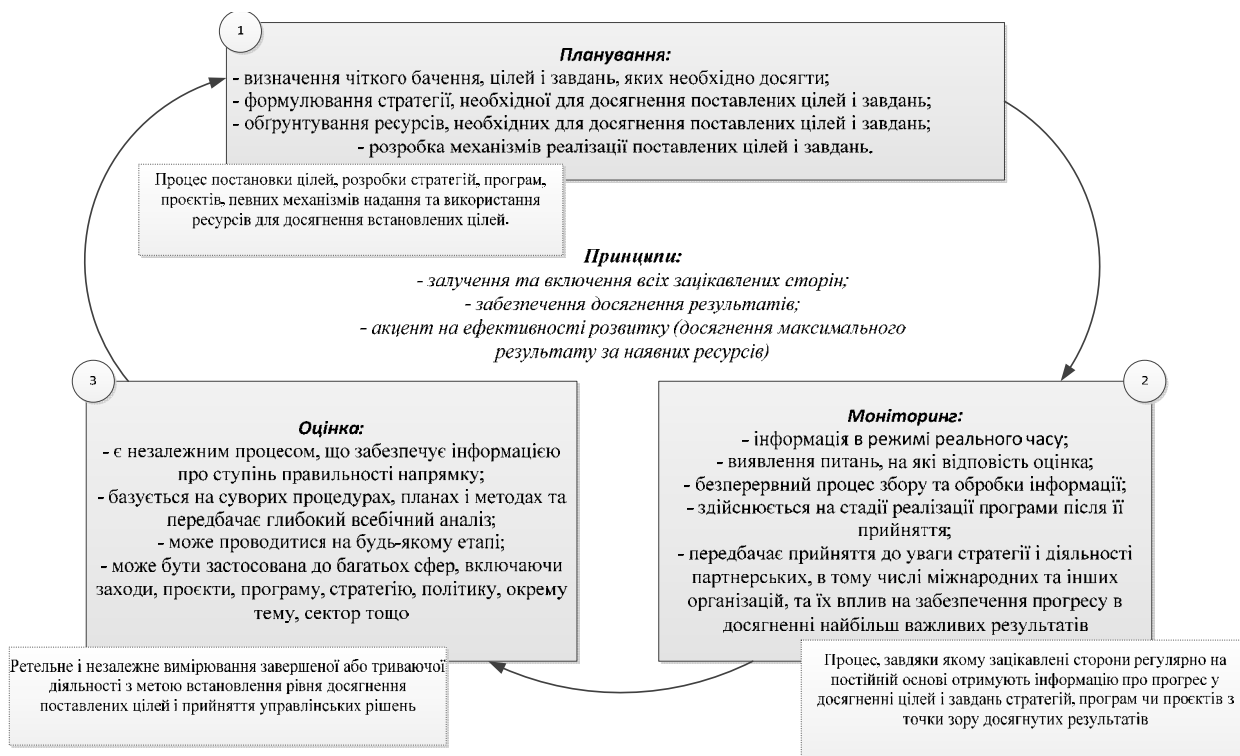 1
Планування:
- визначення чіткого бачення, цілей і завдань, яких необхідно досягти;
- формулювання стратегії, необхідної для досягнення поставлених цілей і завдань;
- обґрунтування ресурсів, необхідних для досягнення поставлених цілей і завдань;
- розробка механізмів реалізації поставлених цілей і завдань.
Процес постановки цілей, розробки стратегій, програм,
проєктів, певних механізмів надання та використання
ресурсів для досягнення встановлених цілей.
Принципи:
- залучення та включення всіх зацікавлених сторін;
- забезпечення досягнення результатів;
- акцент на ефективності розвитку (досягнення максимального
результату за наявних ресурсів)
3
Оцінка:
- є незалежним процесом, що забезпечує інформацією
про ступінь правильності напрямку;
- базується на суворих процедурах, планах і методах та
передбачає глибокий всебічний аналіз;
- може проводитися на будь-якому етапі;
- може бути застосована до багатьох сфер, включаючи
заходи, проєкти, програму, стратегію, політику, окрему
тему, сектор тощо
Ретельне і незалежне вимірювання завершеної або триваючої
діяльності з метою встановлення рівня досягнення
поставлених цілей і прийняття управлінських рішень
2
Моніторинг:
- інформація в режимі реального часу;
- виявлення питань, на які відповість оцінка;
- безперервний процес збору та обробки інформації;
- здійснюється на стадії реалізації програми після її
прийняття;
- передбачає прийняття до уваги стратегії і діяльності
партнерських, в тому числі міжнародних та інших
організацій, та їх вплив на забезпечення прогресу в
досягненні найбільш важливих результатів
Процес, завдяки якому зацікавлені сторони регулярно на
постійній основі отримують інформацію про прогрес у
досягненні цілей і завдань стратегій, програм чи проєктів з
точки зору досягнутих результатів